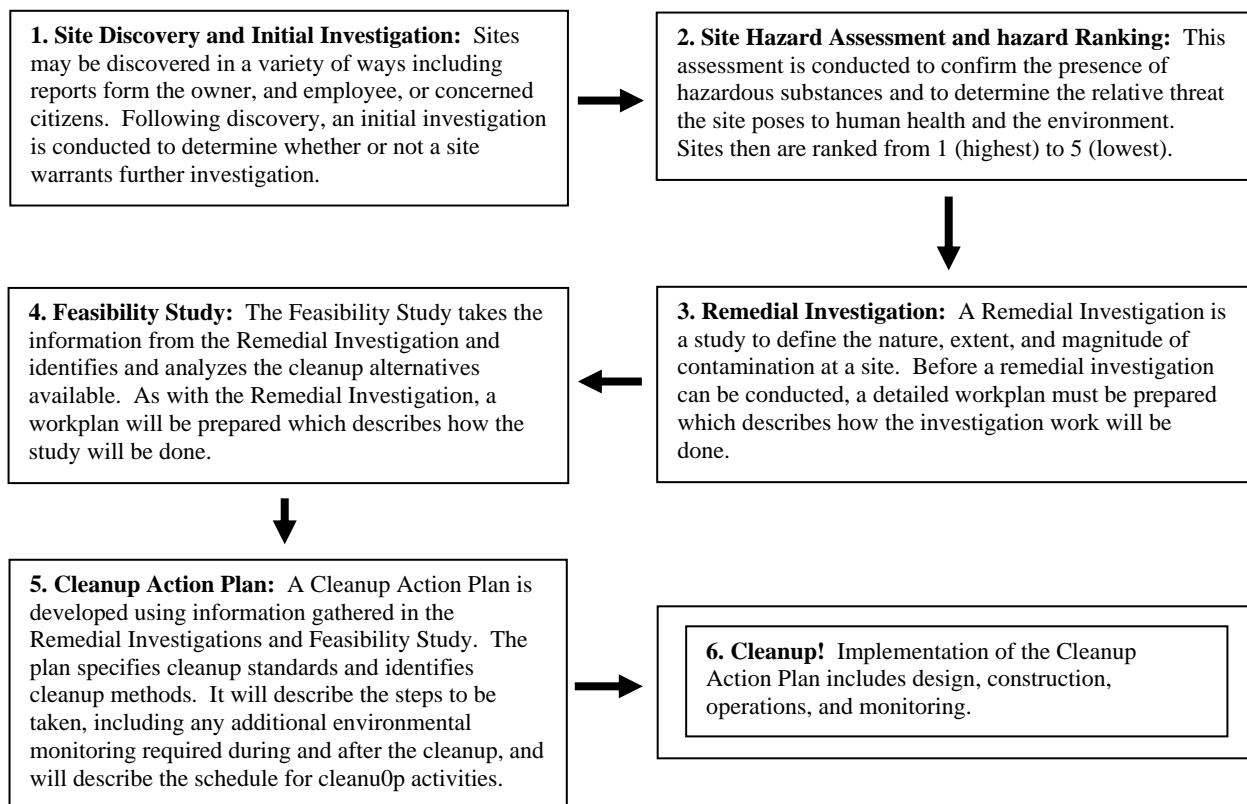 1. Site Discovery and Initial Investigation: Sites
may be discovered in a variety of ways including
reports form the owner, and employee, or concerned
citizens. Following discovery, an initial investigation
is conducted to determine whether or not a site
warrants further investigation.
2. Site Hazard Assessment and hazard Ranking: This
assessment is conducted to confirm the presence of
hazardous substances and to determine the relative threat
the site poses to human health and the environment.
Sites then are ranked from 1 (highest) to 5 (lowest).
3. Remedial Investigation: A Remedial Investigation is
a study to define the nature, extent, and magnitude of
contamination at a site. Before a remedial investigation
can be conducted, a detailed workplan must be prepared
which describes how the investigation work will be
done.
4. Feasibility Study: The Feasibility Study takes the
information from the Remedial Investigation and
identifies and analyzes the cleanup alternatives
available. As with the Remedial Investigation, a
workplan will be prepared which describes how the
study will be done.
5. Cleanup Action Plan: A Cleanup Action Plan is
developed using information gathered in the
Remedial Investigations and Feasibility Study. The
plan specifies cleanup standards and identifies
cleanup methods. It will describe the steps to be
taken, including any additional environmental
monitoring required during and after the cleanup, and
will describe the schedule for cleanu0p activities.
6. Cleanup! Implementation of the Cleanup
Action Plan includes design, construction,
operations, and monitoring.